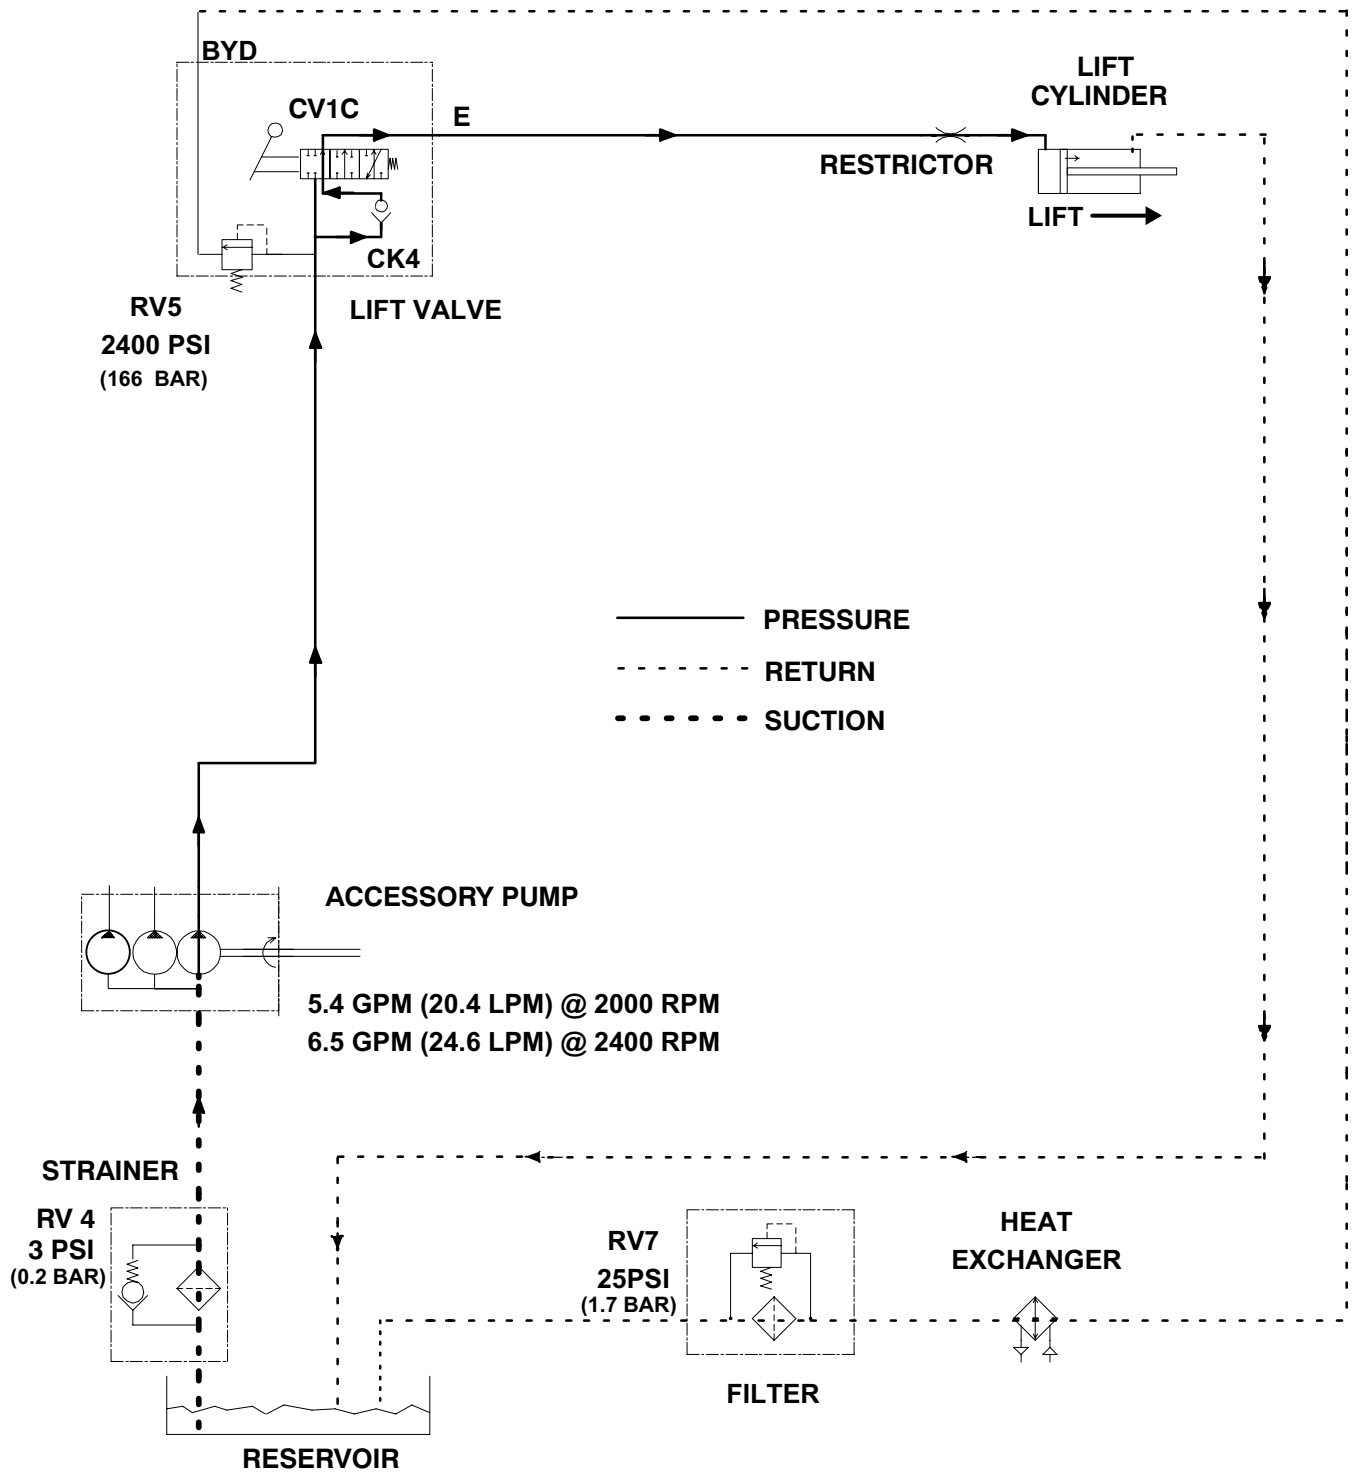 BYD
CV1C
E
LIFT
CYLINDER
RESTRICTOR
LIFT
CK4
RV5
2400 PSI
(166 BAR)
LIFT VALVE
PRESSURE
RETURN
SUCTION
ACCESSORY PUMP
5.4 GPM (20.4 LPM) @ 2000 RPM
6.5 GPM (24.6 LPM) @ 2400 RPM
STRAINER
RV 4
3 PSI
(0.2 BAR)
RV7
25PSI
(1.7 BAR)
HEAT
EXCHANGER
FILTER
RESERVOIR